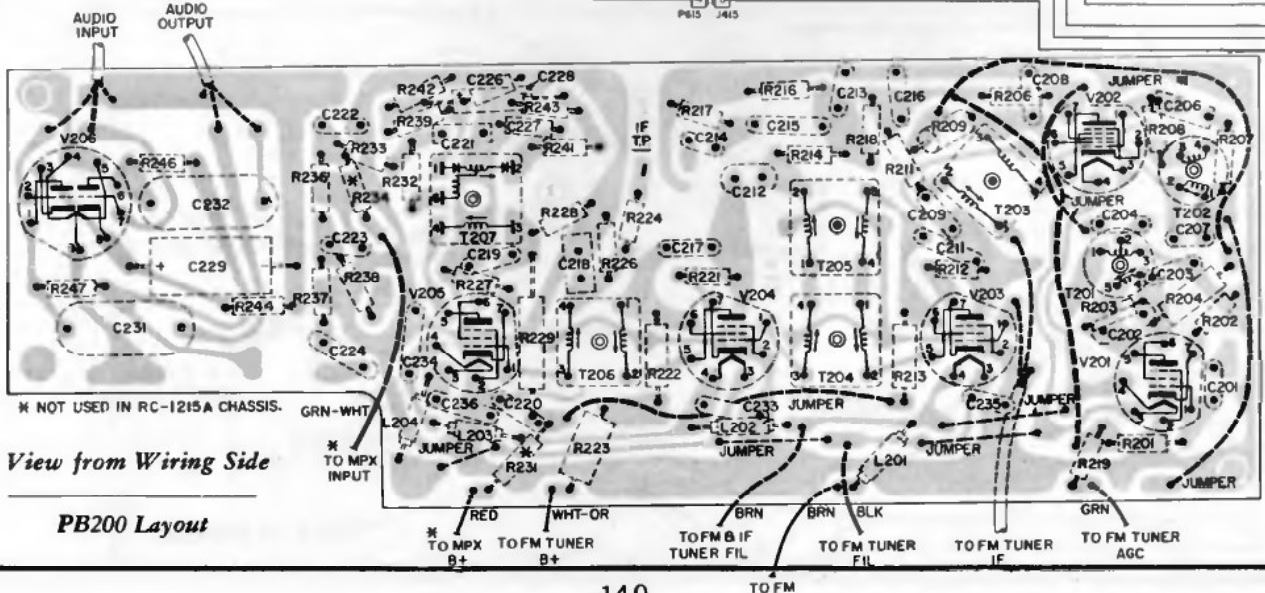 P615 J415
AUDIO INPUT
AUDIO OUTPUT
R242
C226
C228
R243
C222
R239
C227
C221
R241
IF T.P.
R217
C214
R216
C213
C215
R218
C216
R214
R211
R209
R206
C208
JUMPER
V202
C206
R208
R207
V206
R246
R233
R236
R234
R232
C232
C212
T203
T202
C207
C204
JUMPER
C209
C211
R212
R228
R224
C218
R226
C217
R221
T205
T207
C219
R227
C223
R238
R237
C229
R247
R244
C231
C224
V205
C234
R229
T206
R222
V204
T204
R213
V203
T201
C203
R203
R204
C202
R202
V201
C201
C236
C220
L204
L203
JUMPER
R231
R223
C233
L202
JUMPER
JUMPER
L201
C235
JUMPER
JUMPER
R219
R201
JUMPER
* NOT USED IN RC-1215A CHASSIS.
View from Wiring Side
PB200 Layout
GRN-WHT
* TO MPX INPUT
RED
* TO MPX B+
WHT-OR
TO FM TUNER B+
BRN
TO FM & IF TUNER FIL
BRN
TO FM
BLK
TO FM TUNER FIL
TO FM TUNER IF
GRN
TO FM TUNER AGC
140